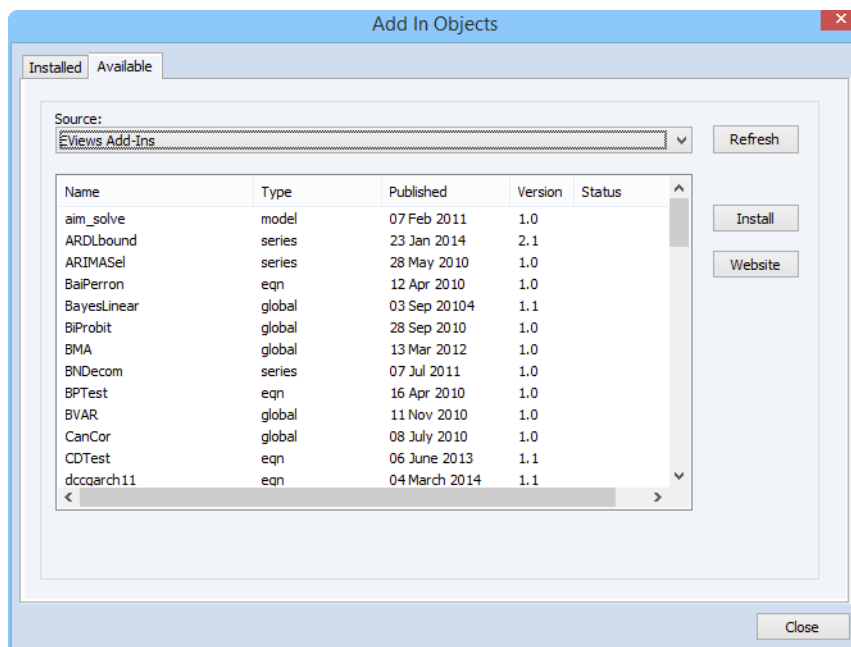 Add In Objects
Installed Available
Source:
EViews Add-Ins
Refresh
Name Type Published Version Status
aim_solve model 07 Feb 2011 1.0
Install
ARDLbound series 23 Jan 2014 2.1
ARIMASel series 28 May 2010 1.0
Website
BaiPerron eqn 12 Apr 2010 1.0
BayesLinear global 03 Sep 20104 1.1
BiProbit global 28 Sep 2010 1.0
BMA global 13 Mar 2012 1.0
BNDecom series 07 Jul 2011 1.0
BPTest eqn 16 Apr 2010 1.0
BVAR global 11 Nov 2010 1.0
CanCor global 08 July 2010 1.0
CDTest eqn 06 June 2013 1.1
dccgarch11 eqn 04 March 2014 1.1
Close